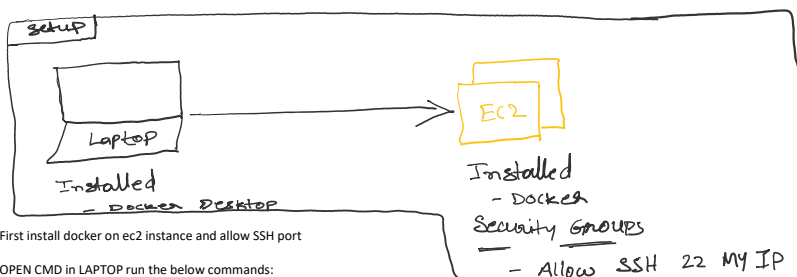 setup
Laptop
Installed
- Docker Desktop
EC2
Installed
- Docker
Security Groups
- Allow SSH 22 My IP
First install docker on ec2 instance and allow SSH port
OPEN CMD in LAPTOP run the below commands: